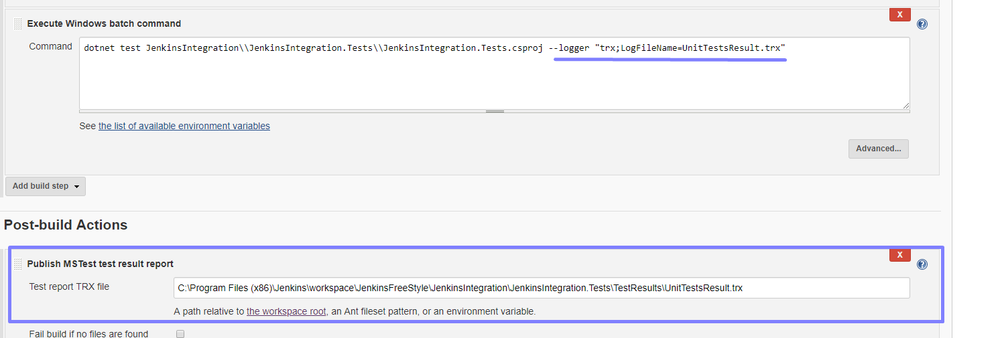 X
Execute Windows batch command
?
Command
dotnet test JenkinsIntegration\\JenkinsIntegration.Tests\\JenkinsIntegration.Tests.csproj --logger "trx;LogFileName=UnitTestsResult.trx"
See the list of available environment variables
Advanced...
Add build step
Post-build Actions
X
Publish MSTest test result report
?
Test report TRX file
C:\Program Files (x86)\Jenkins\workspace\JenkinsFreeStyle\JenkinsIntegration\JenkinsIntegration.Tests\TestResults\UnitTestsResult.trx
A path relative to the workspace root, an Ant fileset pattern, or an environment variable.
Fail build if no files are found